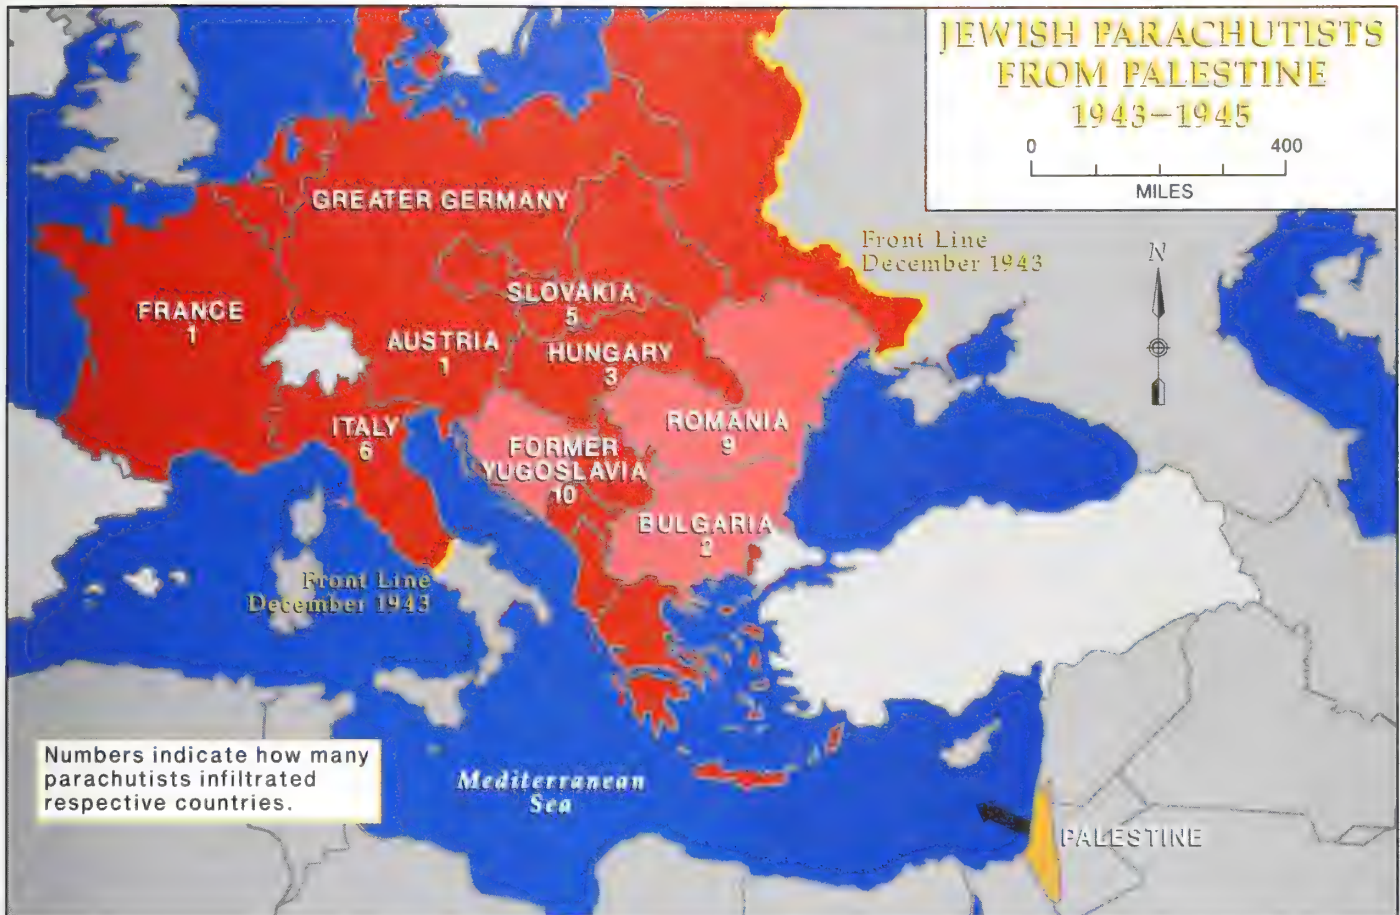 JEWISH PARACHUTISTS
FROM PALESTINE
1943–1945
0 400
MILES
Front Line
December 1943
N
GREATER GERMANY
SLOVAKIA
5
FRANCE
1
AUSTRIA
1
HUNGARY
3
ITALY
6
ROMANIA
9
FORMER
YUGOSLAVIA
10
BULGARIA
2
Front Line
December 1943
Numbers indicate how many
parachutists infiltrated
respective countries.
Mediterranean
Sea
PALESTINE